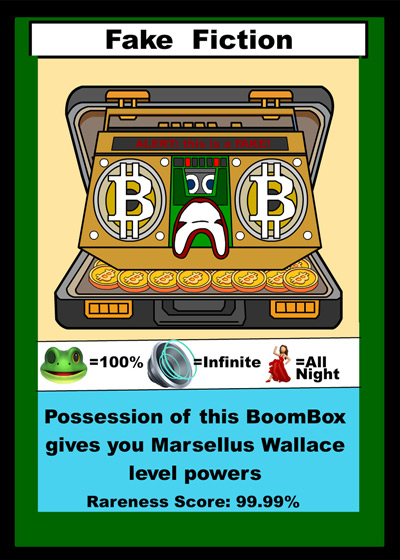 Fake Fiction
ALERT: this is a FAKE!
=100% =Infinite =All
Night
Possession of this BoomBox
gives you Marsellus Wallace
level powers
Rareness Score: 99.99%